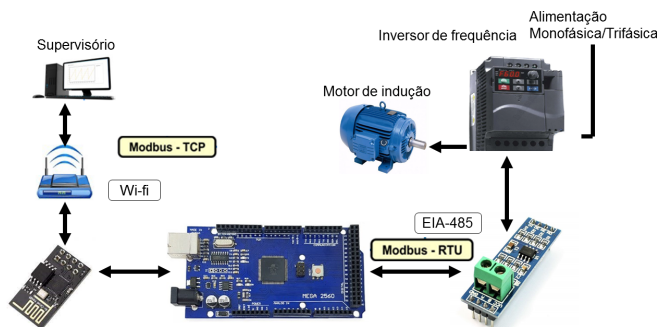 Alimentação
Monofásica/Trifásica
Inversor de frequência
Supervisório
Motor de indução
Modbus - TCP
Wi-fi
EIA-485
Modbus - RTU
MEGA 2560